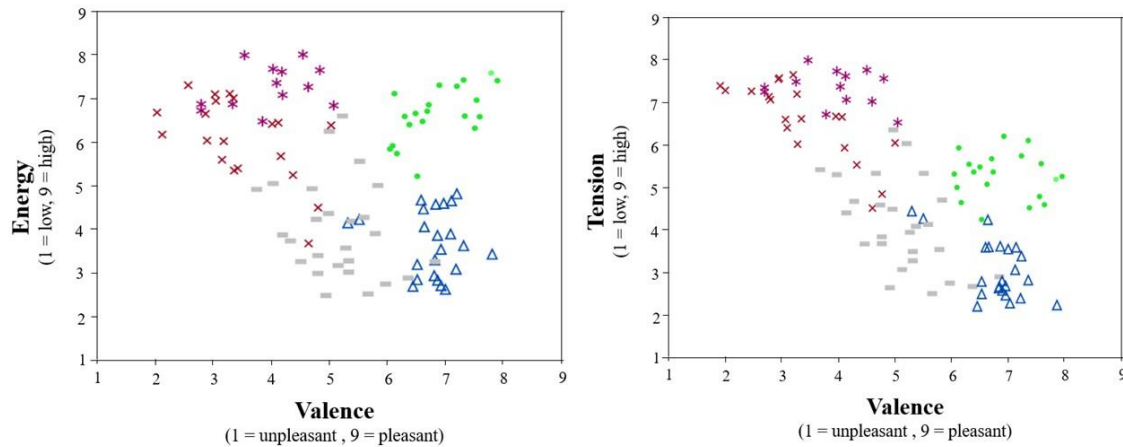 9
8
7
6
5
4
3
2
1
Energy
(1 = low, 9 = high)
1 2 3 4 5 6 7 8 9
Valence
(1 = unpleasant , 9 = pleasant)
9
8
7
6
5
4
3
2
1
Tension
(1 = low, 9 = high)
1 2 3 4 5 6 7 8 9
Valence
(1 = unpleasant , 9 = pleasant)